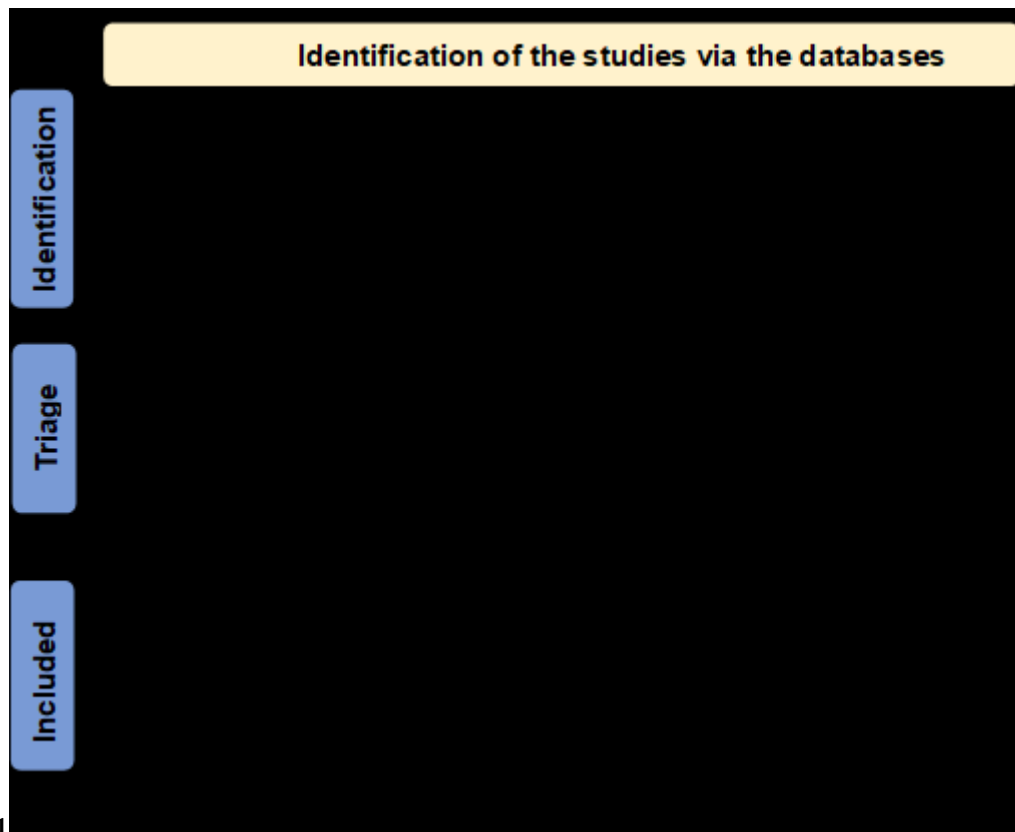 Identification of the studies via the databases
Identification
Triage
Included